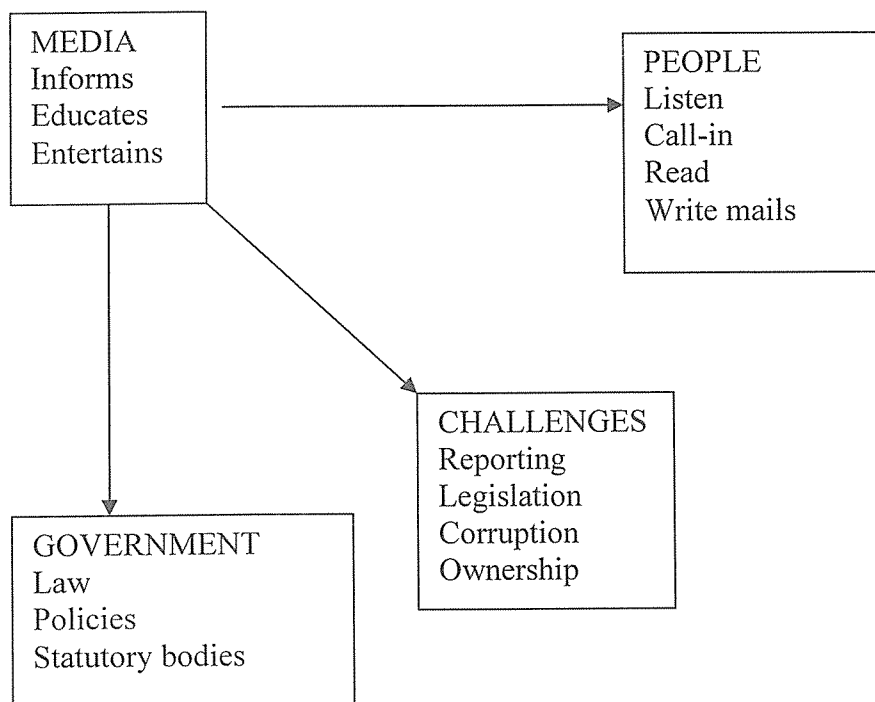 MEDIA
Informs
Educates
Entertains
PEOPLE
Listen
Call-in
Read
Write mails
CHALLENGES
Reporting
Legislation
Corruption
Ownership
GOVERNMENT
Law
Policies
Statutory bodies